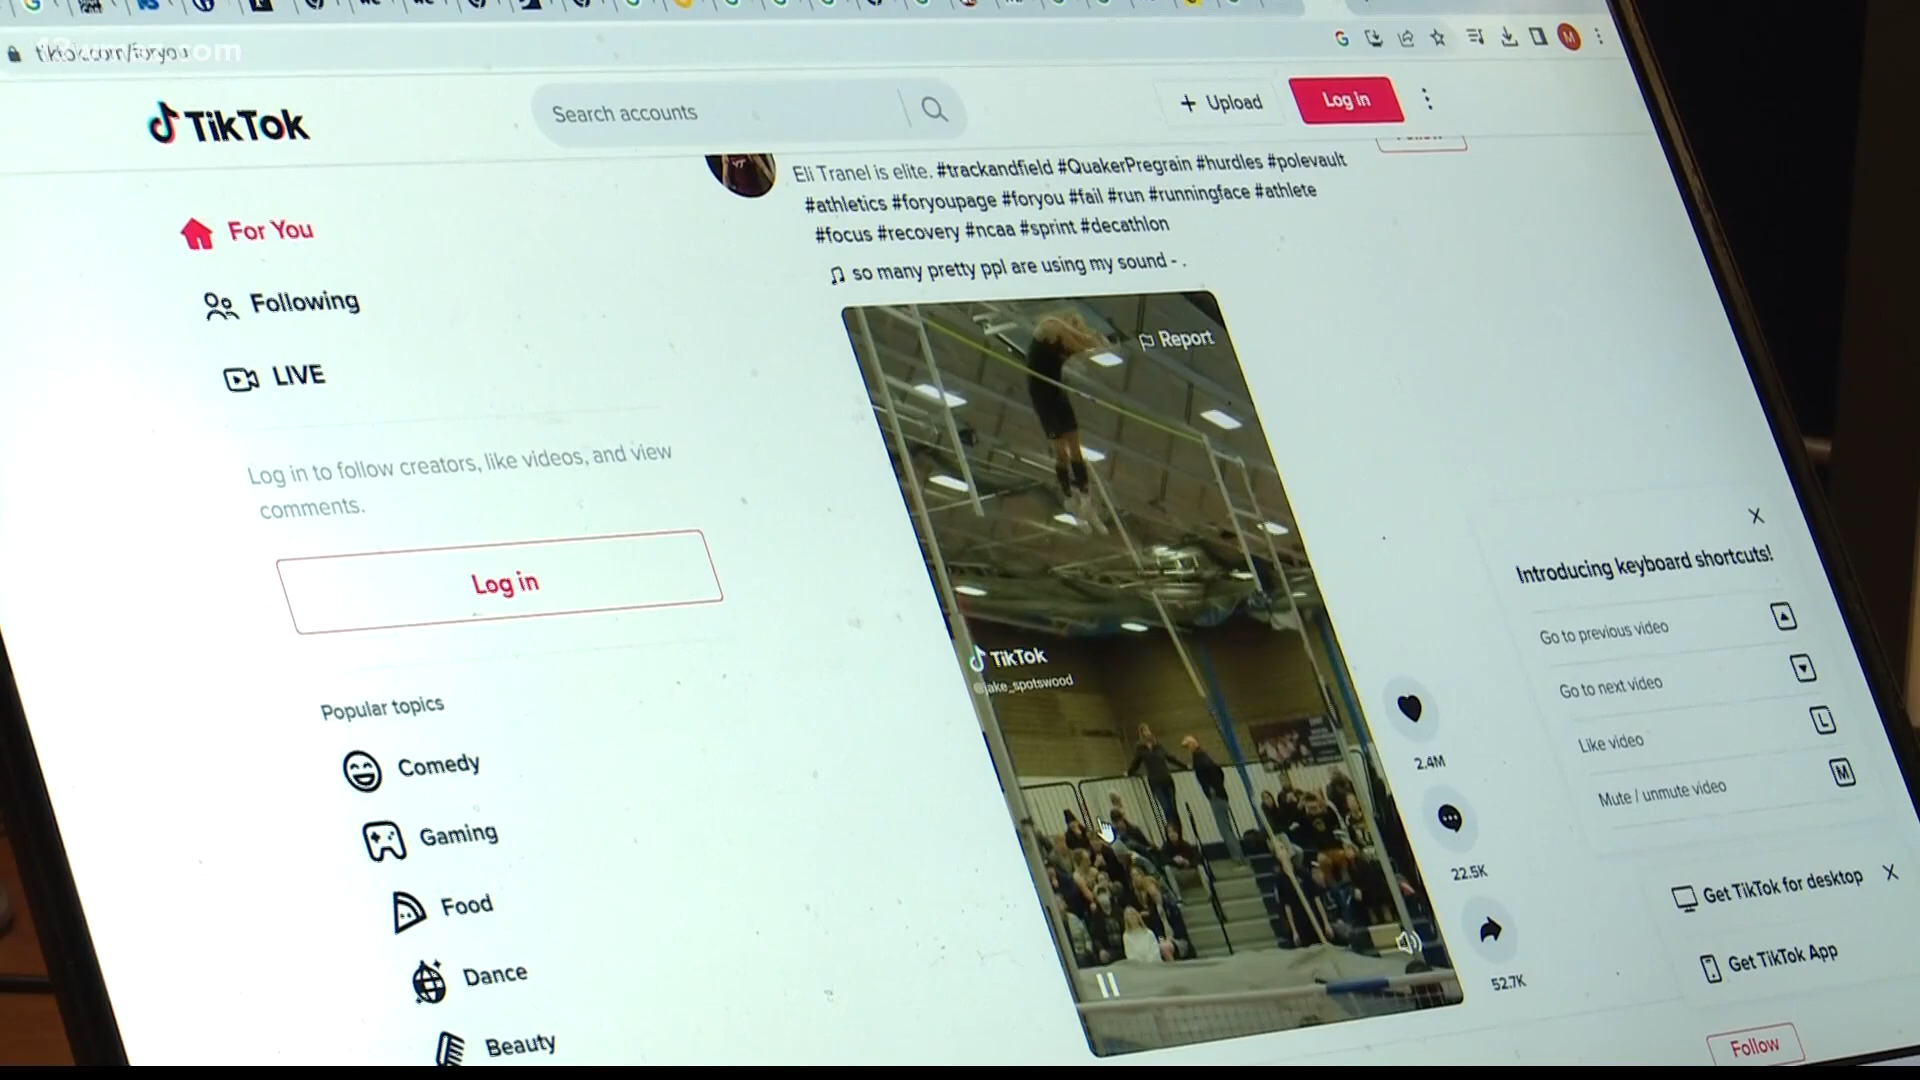 tiktok.com/foryou
TikTok
Search accounts
+ Upload
Log in
Eli Tranel is elite. #trackandfield #QuakerPregrain #hurdles #polevault
#athletics #foryoupage #foryou #fail #run #runningface #athlete
#focus #recovery #ncaa #sprint #decathlon
so many pretty ppl are using my sound - .
For You
Following
LIVE
Log in to follow creators, like videos, and view
comments.
Log in
Popular topics
Comedy
Gaming
Food
Dance
Beauty
Report
TikTok
@jake_spotswood
2.4M
22.5K
52.7K
Introducing keyboard shortcuts!
Go to previous video
Go to next video
Like video L
Mute / unmute video M
Get TikTok for desktop
Get TikTok App
Follow